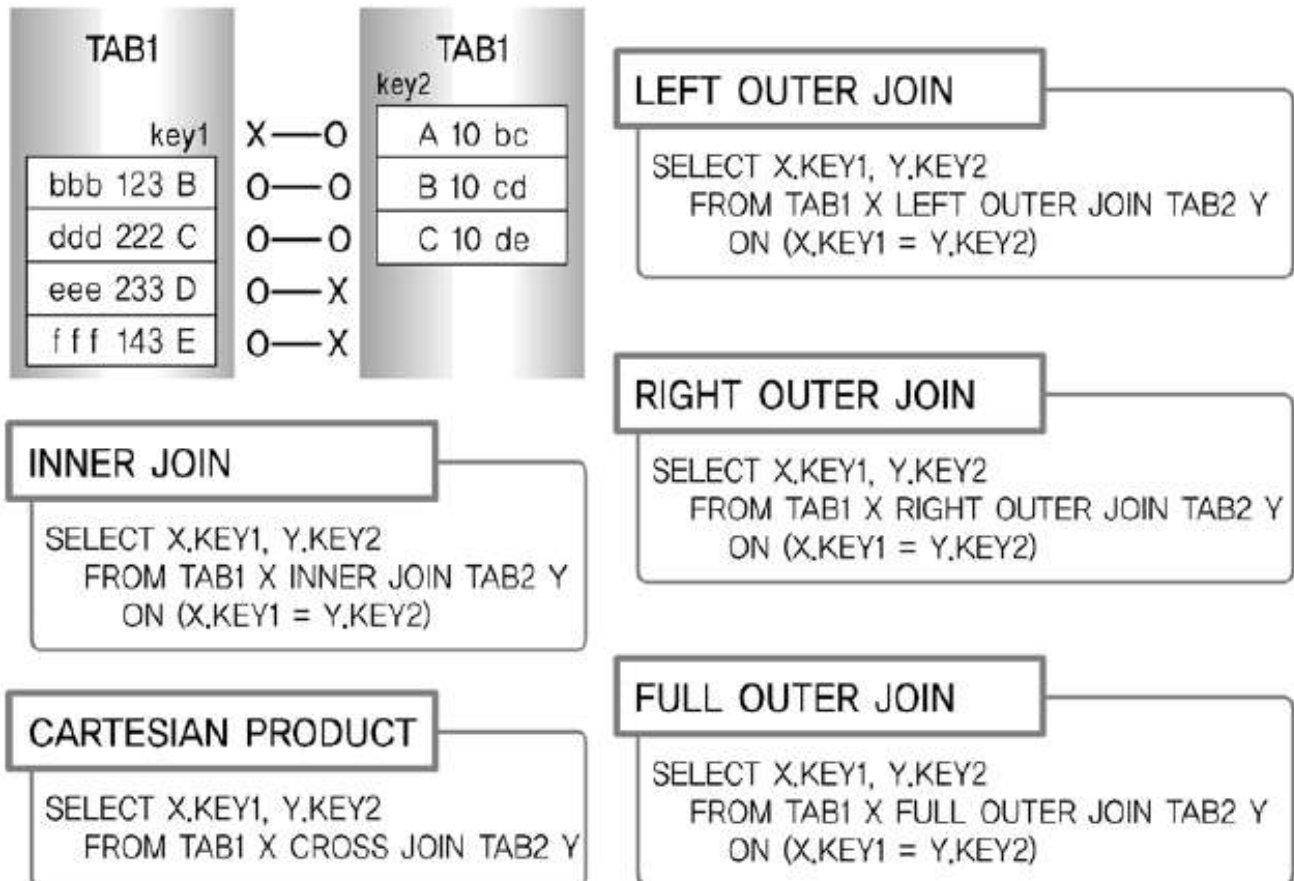 TAB1
key1
bbb 123 B
ddd 222 C
eee 233 D
fff 143 E
X—O
O—O
O—O
O—X
O—X
TAB1
key2
A 10 bc
B 10 cd
C 10 de
INNER JOIN
SELECT X.KEY1, Y.KEY2
FROM TAB1 X INNER JOIN TAB2 Y
ON (X.KEY1 = Y.KEY2)
CARTESIAN PRODUCT
SELECT X.KEY1, Y.KEY2
FROM TAB1 X CROSS JOIN TAB2 Y
LEFT OUTER JOIN
SELECT X.KEY1, Y.KEY2
FROM TAB1 X LEFT OUTER JOIN TAB2 Y
ON (X.KEY1 = Y.KEY2)
RIGHT OUTER JOIN
SELECT X.KEY1, Y.KEY2
FROM TAB1 X RIGHT OUTER JOIN TAB2 Y
ON (X.KEY1 = Y.KEY2)
FULL OUTER JOIN
SELECT X.KEY1, Y.KEY2
FROM TAB1 X FULL OUTER JOIN TAB2 Y
ON (X.KEY1 = Y.KEY2)